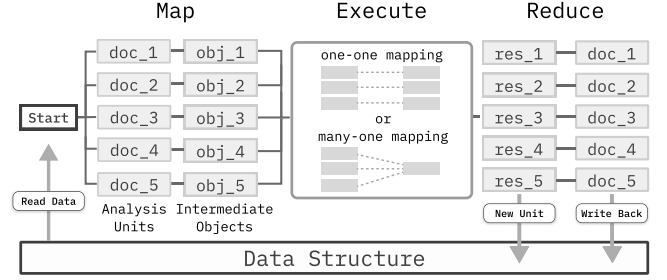 Map
Execute
Reduce
Start
doc_1
obj_1
doc_2
obj_2
doc_3
obj_3
doc_4
obj_4
doc_5
obj_5
Analysis
Units
Intermediate
Objects
one-one mapping
or
many-one mapping
res_1
doc_1
res_2
doc_2
res_3
doc_3
res_4
doc_4
res_5
doc_5
Read Data
New Unit
Write Back
Data Structure